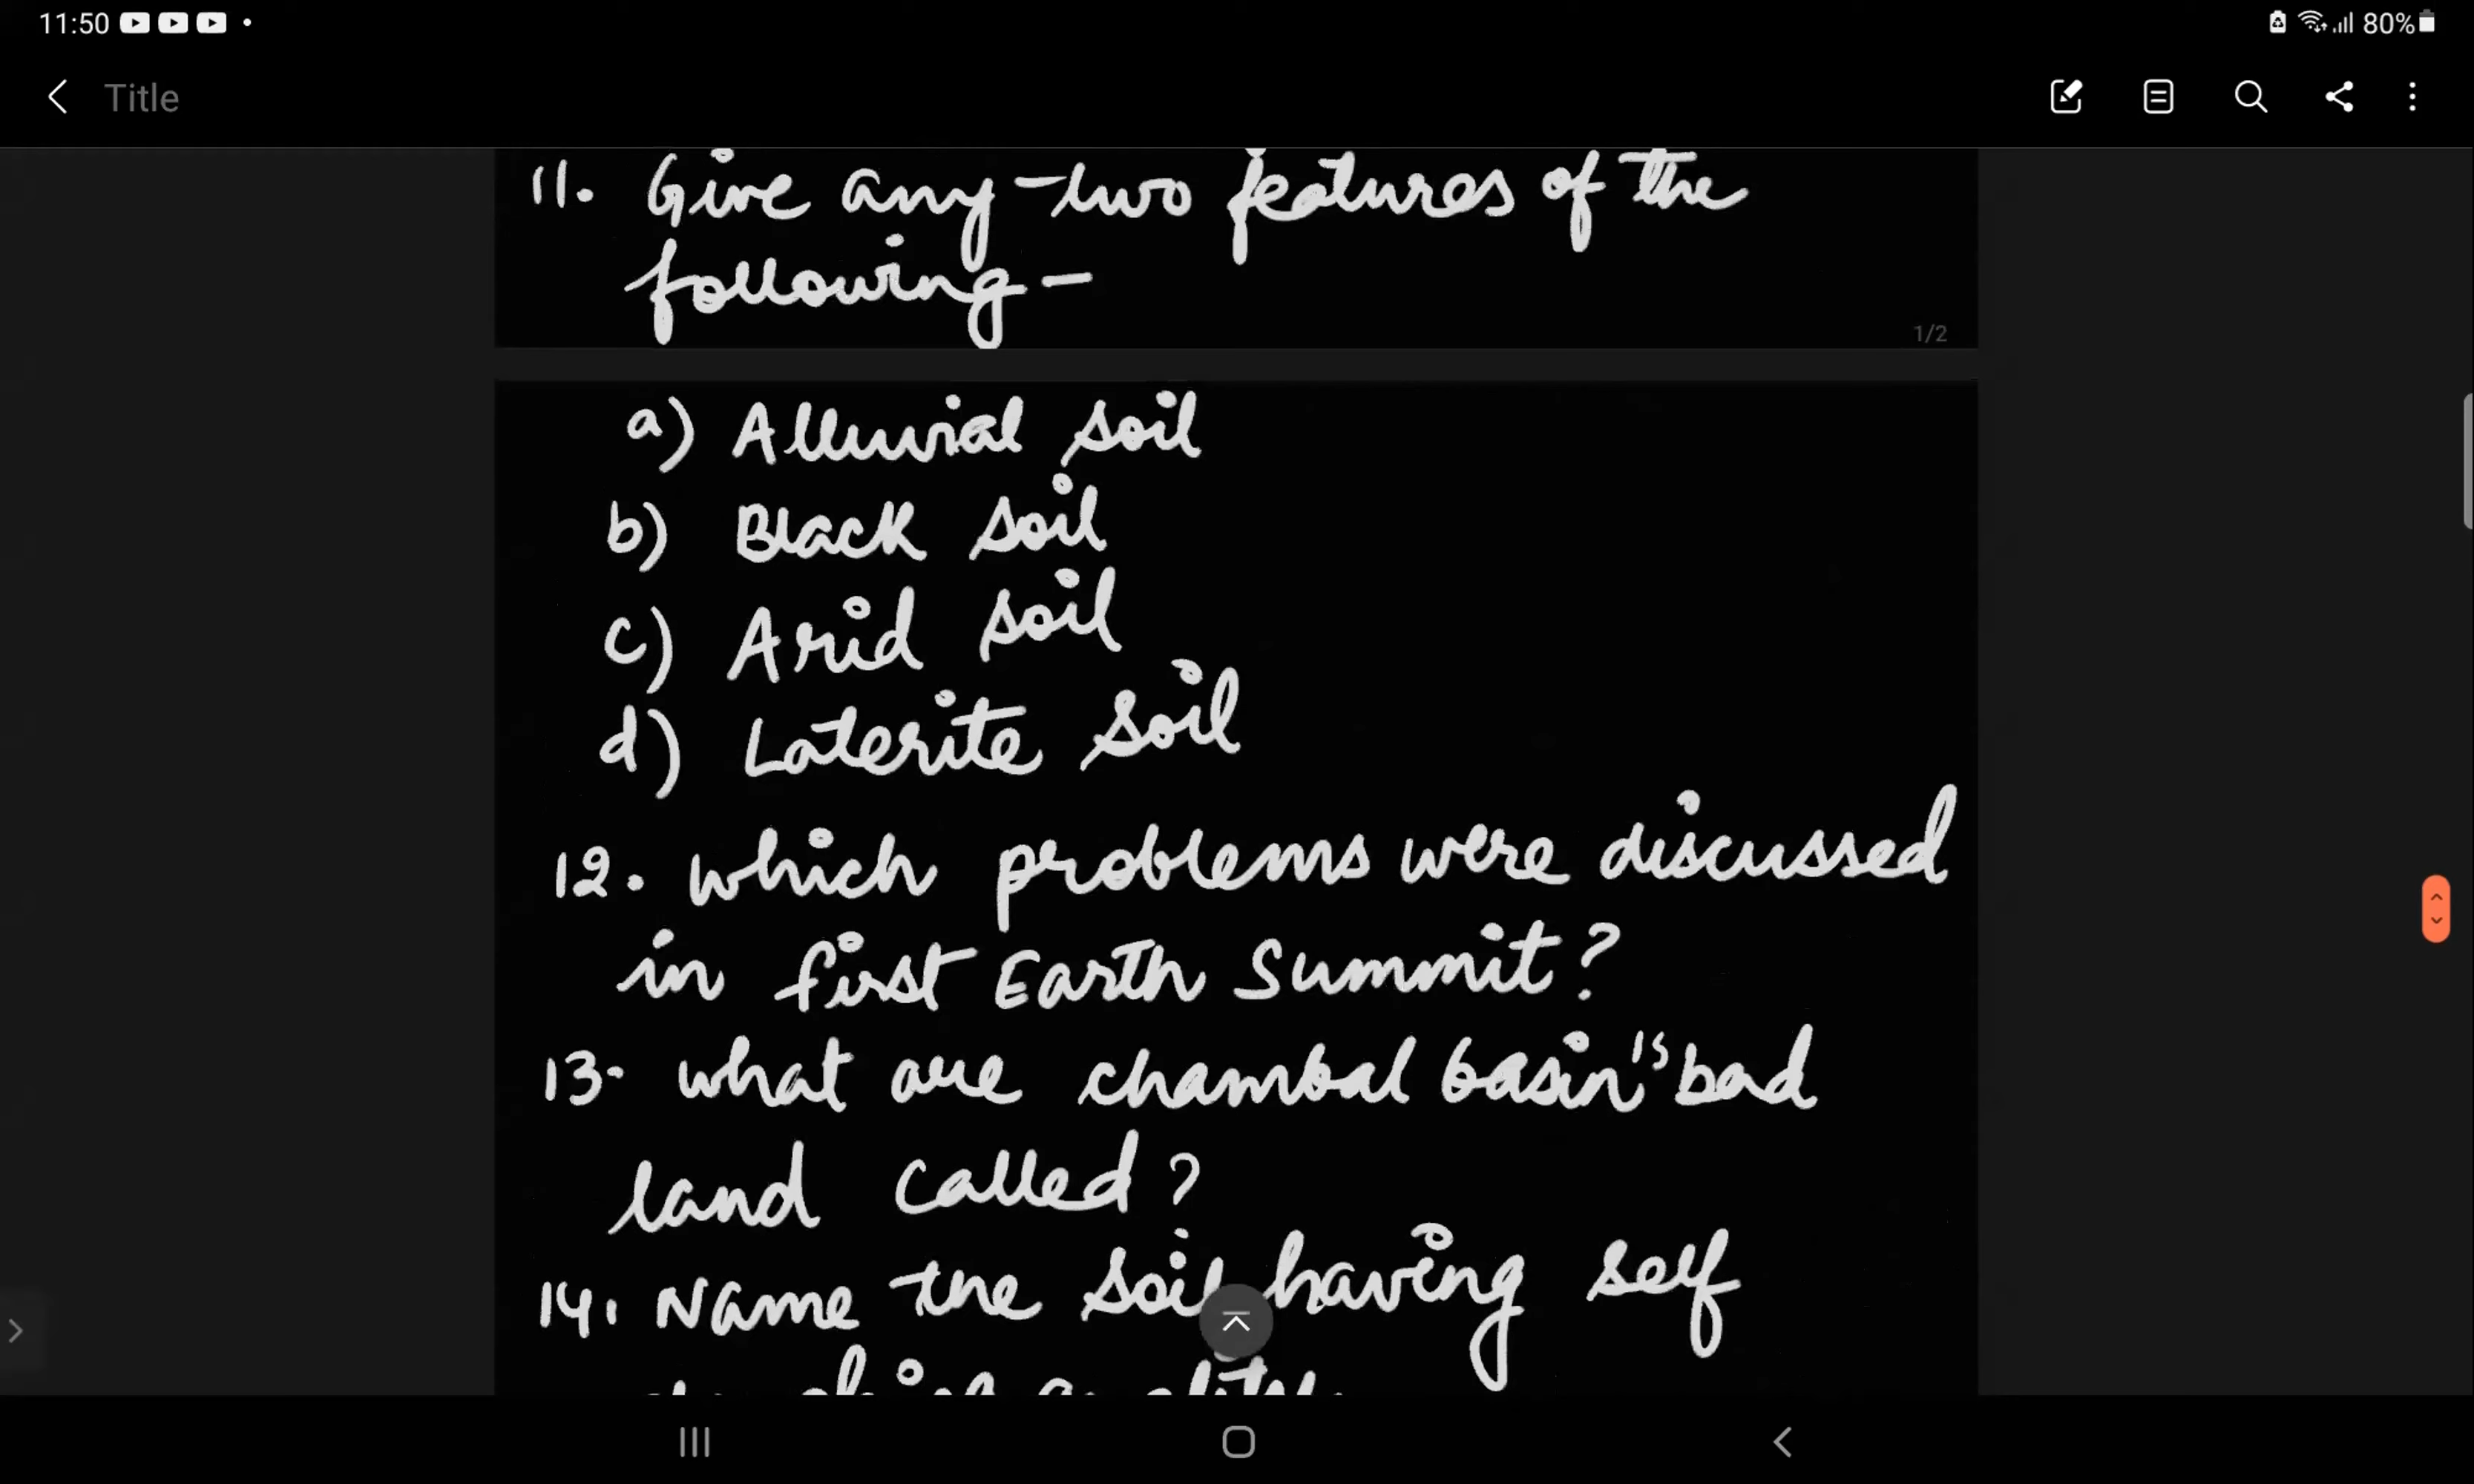 11:50
80%
Title
11. Give any two features of the
following -
1/2
a) Alluvial soil
b) Black soil
c) Arid soil
d) Laterite soil
12. which problems were discussed
in first Earth Summit?
13. what are chambal basin's bad
land called?
14. Name the soil having self